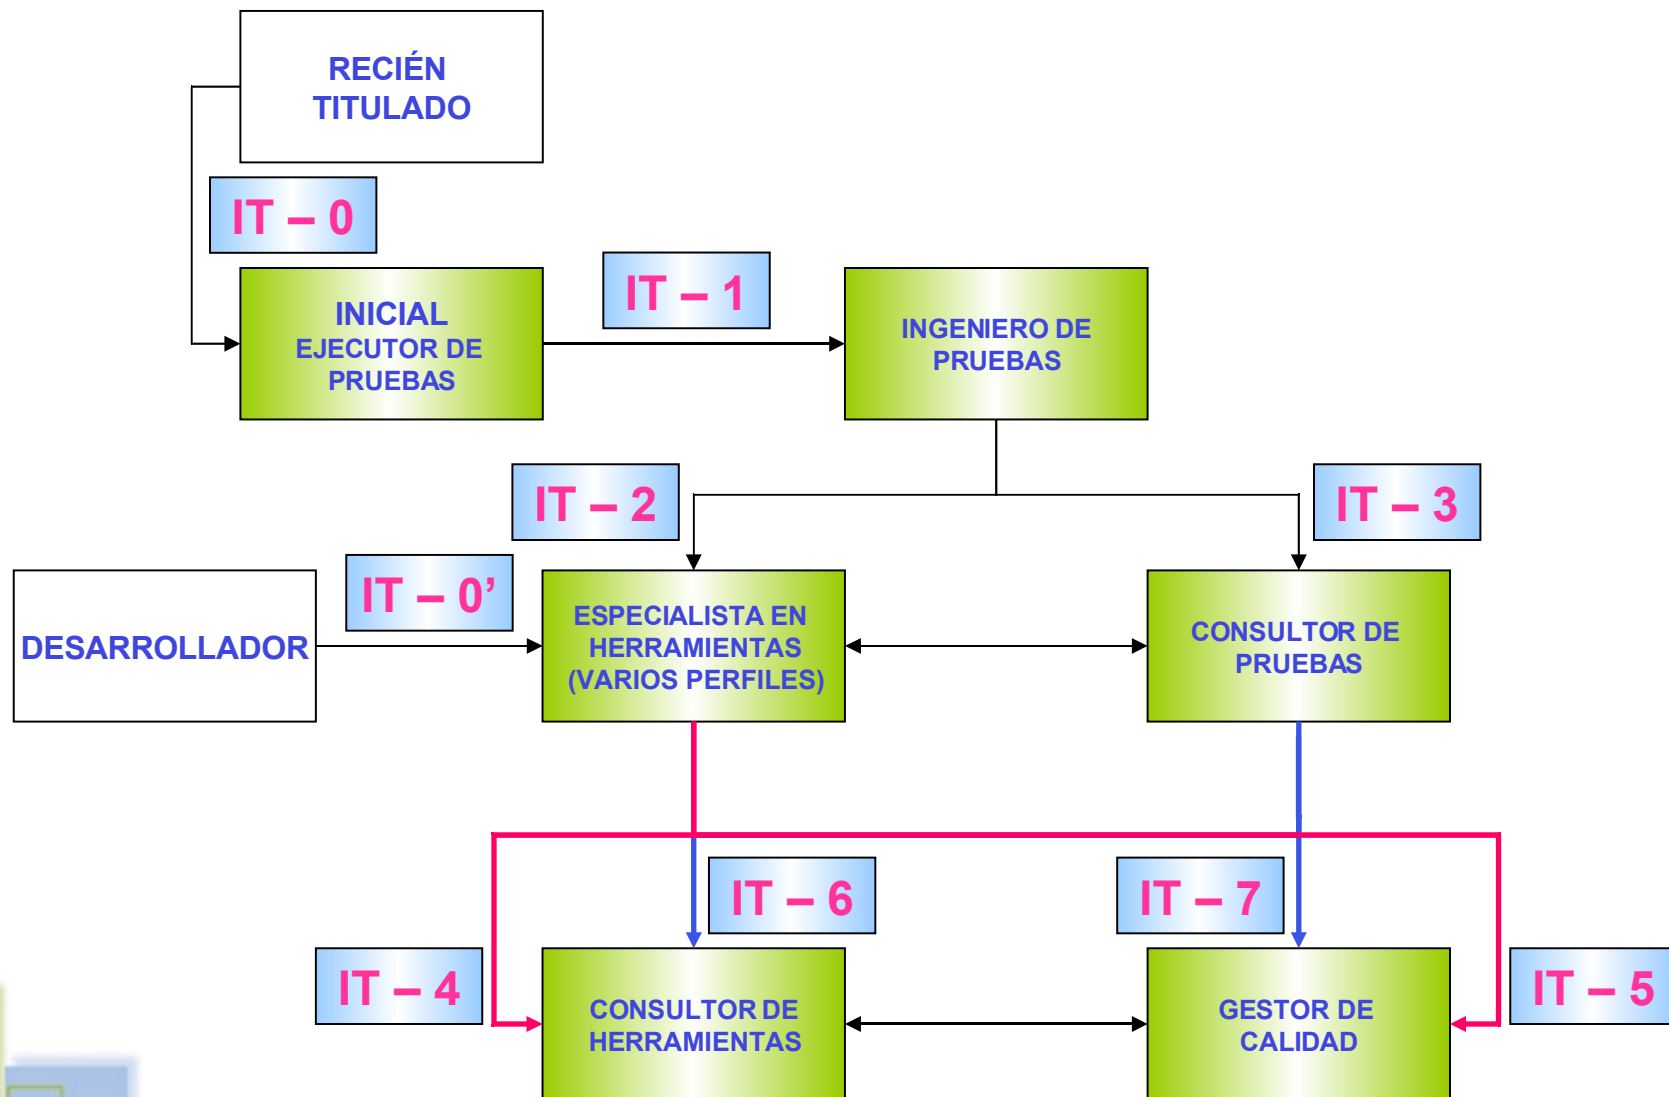 RECIÉN
TITULADO
IT – 0
IT – 1
INICIAL
EJECUTOR DE
PRUEBAS
INGENIERO DE
PRUEBAS
IT – 2
IT – 3
IT – 0’
DESARROLLADOR
ESPECIALISTA EN
HERRAMIENTAS
(VARIOS PERFILES)
CONSULTOR DE
PRUEBAS
IT – 6
IT – 7
IT – 4
CONSULTOR DE
HERRAMIENTAS
GESTOR DE
CALIDAD
IT – 5